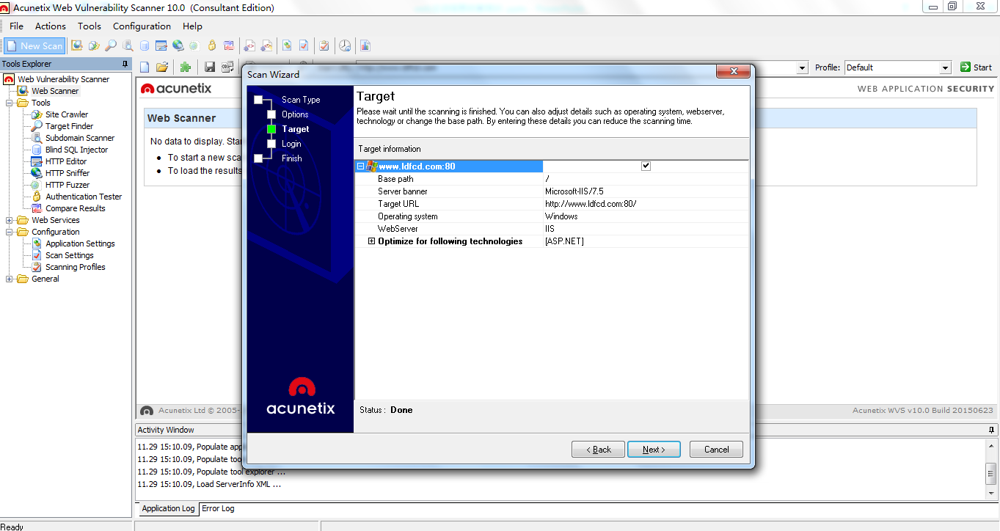 Acunetix Web Vulnerability Scanner 10.0 (Consultant Edition)
File Actions Tools Configuration Help
New Scan
Tools Explorer
Profile: Default Start
Web Vulnerability Scanner
Web Scanner
Tools
Site Crawler
Target Finder
Subdomain Scanner
Blind SQL Injector
HTTP Editor
HTTP Sniffer
HTTP Fuzzer
Authentication Tester
Compare Results
Web Services
Configuration
Application Settings
Scan Settings
Scanning Profiles
General
acunetix
WEB APPLICATION SECURITY
Web Scanner
No data to display.
To start a new
To load the results
Scan Wizard
Scan Type
Options
Target
Login
Finish
acunetix
Target
Please wait until the scanning is finished. You can also adjust details such as operating system, webserver,
technology or change the base path. By entering these details you can reduce the scanning time.
Target information
www.ldfcd.com:80
Base path /
Server banner Microsoft-IIS/7.5
Target URL http://www.ldfcd.com:80/
Operating system Windows
WebServer IIS
Optimize for following technologies [ASP.NET]
Status : Done
< Back Next > Cancel
Acunetix Ltd © 2005-
Acunetix WVS v10.0 Build 20150623
Activity Window
11.29 15:10.09, Populate
11.29 15:10.09, Populate
11.29 15:10.09, Populate tool explorer ...
11.29 15:10.09, Load ServerInfo XML ...
Application Log Error Log
Ready